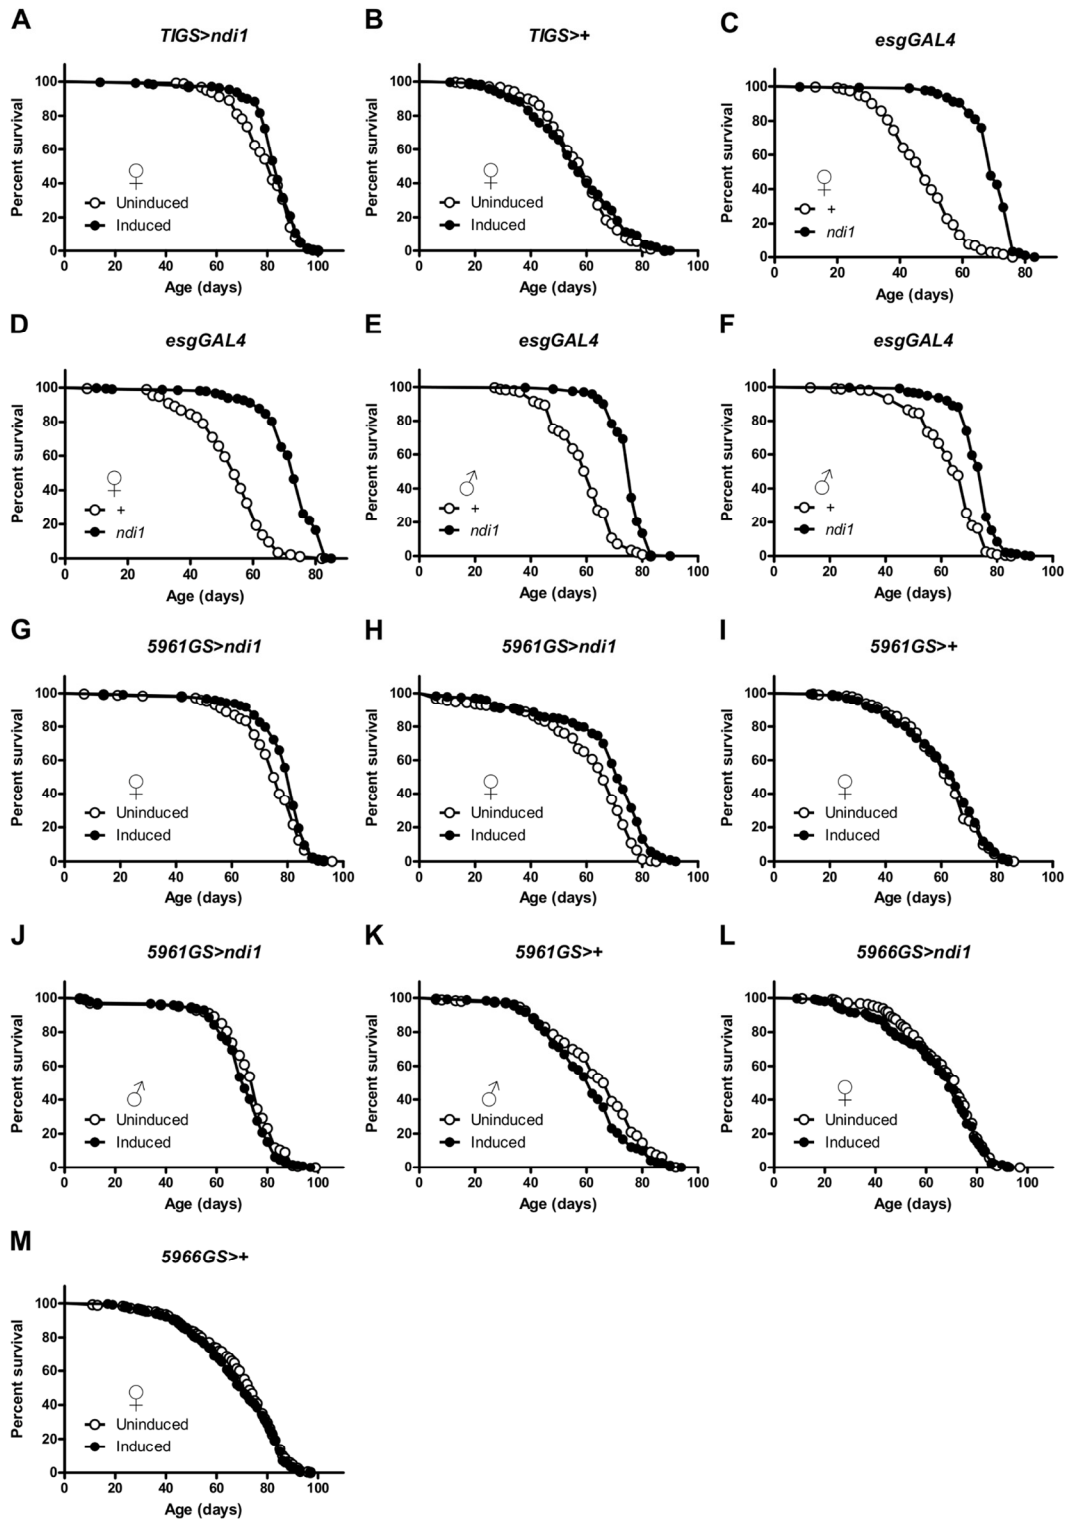 A
TIGS>ndi1
Percent survival
100
80
60
40
20
0
♀
Uninduced
Induced
0 20 40 60 80 100
Age (days)
B
TIGS>+
Percent survival
100
80
60
40
20
0
♀
Uninduced
Induced
0 20 40 60 80 100
Age (days)
C
esgGAL4
Percent survival
100
80
60
40
20
0
♀
+
ndi1
0 20 40 60 80
Age (days)
D
esgGAL4
Percent survival
100
80
60
40
20
0
♀
+
ndi1
0 20 40 60 80
Age (days)
E
esgGAL4
Percent survival
100
80
60
40
20
0
♂
+
ndi1
0 20 40 60 80 100
Age (days)
F
esgGAL4
Percent survival
100
80
60
40
20
0
♂
+
ndi1
0 20 40 60 80 100
Age (days)
G
5961GS>ndi1
Percent survival
100
80
60
40
20
0
♀
Uninduced
Induced
0 20 40 60 80 100
Age (days)
H
5961GS>ndi1
Percent survival
100
80
60
40
20
0
♀
Uninduced
Induced
0 20 40 60 80 100
Age (days)
I
5961GS>+
Percent survival
100
80
60
40
20
0
♀
Uninduced
Induced
0 20 40 60 80 100
Age (days)
J
5961GS>ndi1
Percent survival
100
80
60
40
20
0
♂
Uninduced
Induced
0 20 40 60 80 100
Age (days)
K
5961GS>+
Percent survival
100
80
60
40
20
0
♂
Uninduced
Induced
0 20 40 60 80 100
Age (days)
L
5966GS>ndi1
Percent survival
100
80
60
40
20
0
♀
Uninduced
Induced
0 20 40 60 80 100
Age (days)
M
5966GS>+
Percent survival
100
80
60
40
20
0
♀
Uninduced
Induced
0 20 40 60 80 100
Age (days)